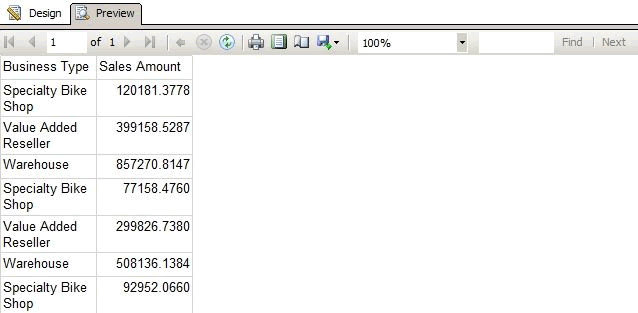 Design Preview
1 of 1 100% Find Next
Business Type Sales Amount
Specialty Bike 120181.3778
Shop
Value Added 399158.5287
Reseller
Warehouse 857270.8147
Specialty Bike 77158.4760
Shop
Value Added 299826.7380
Reseller
Warehouse 508136.1384
Specialty Bike 92952.0660
Shop